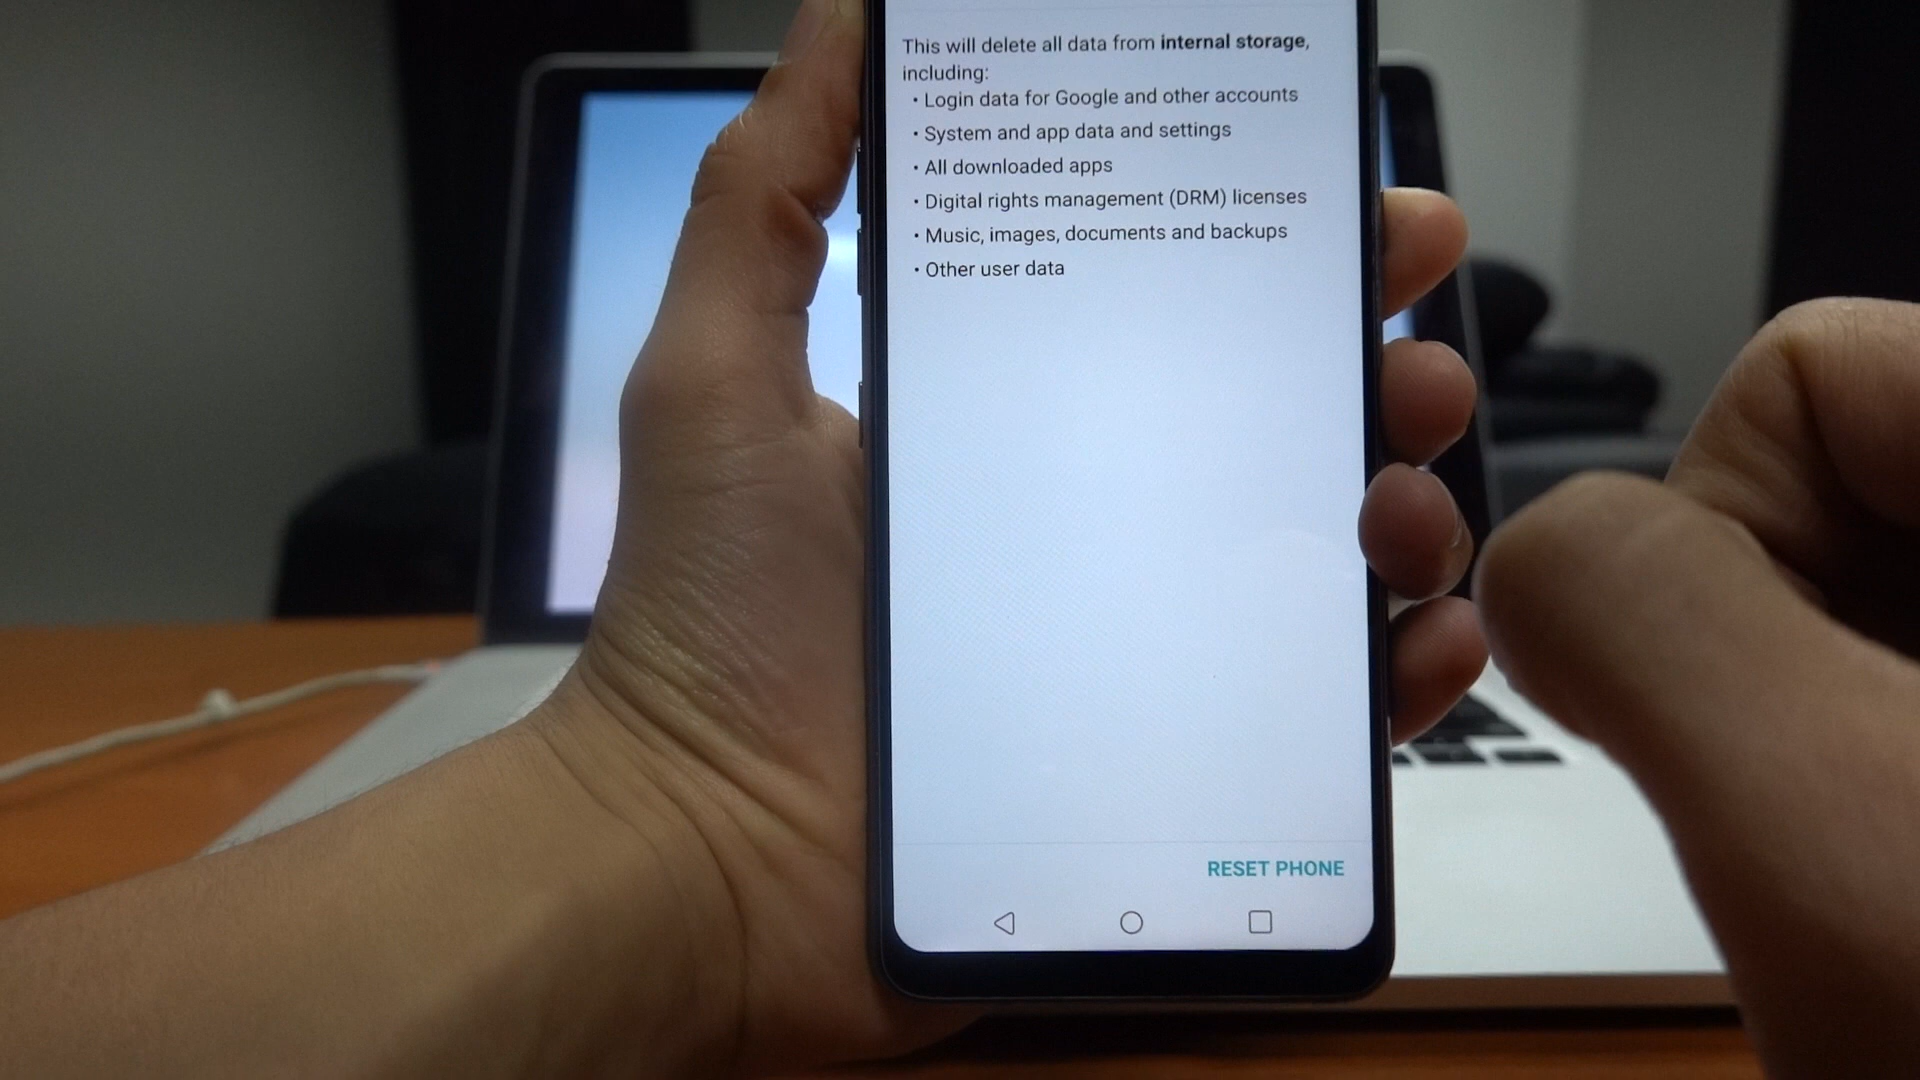 This will delete all data from internal storage,
including:
• Login data for Google and other accounts
• System and app data and settings
• All downloaded apps
• Digital rights management (DRM) licenses
• Music, images, documents and backups
• Other user data
RESET PHONE